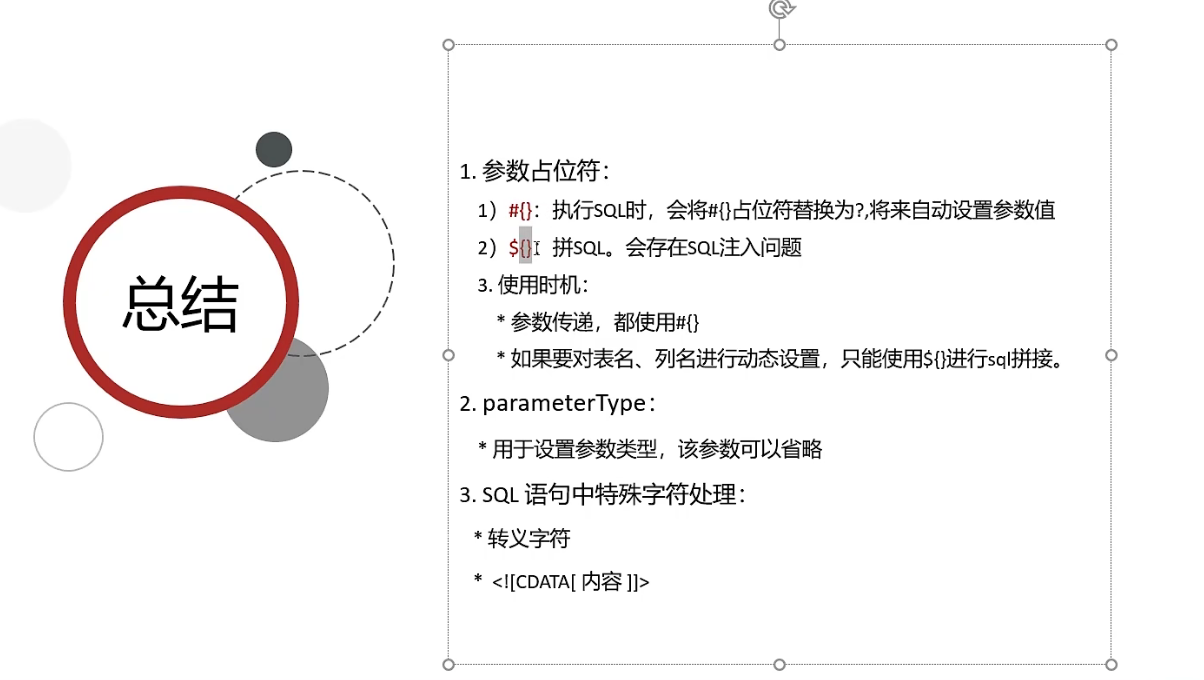 总结
1. 参数占位符：
1）#{}：执行SQL时，会将#{}占位符替换为?,将来自动设置参数值
2）${}：拼SQL。会存在SQL注入问题
3. 使用时机：
* 参数传递，都使用#{}
* 如果要对表名、列名进行动态设置，只能使用${}进行sql拼接。
2. parameterType：
* 用于设置参数类型，该参数可以省略
3. SQL 语句中特殊字符处理：
* 转义字符
* <![CDATA[ 内容 ]]>